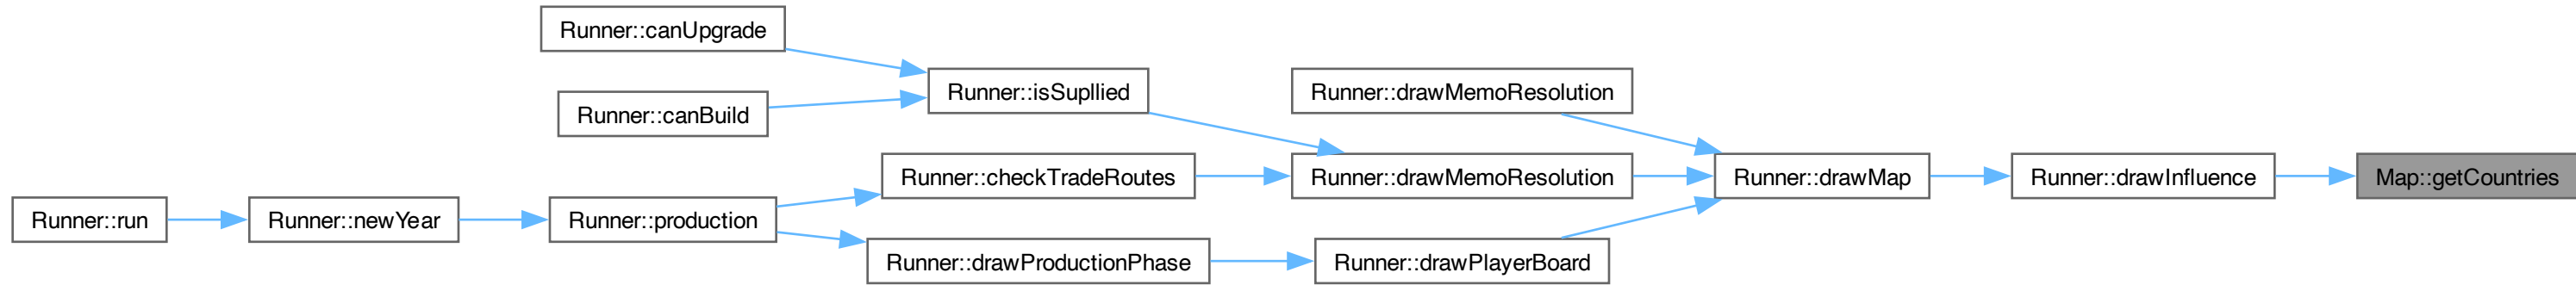 Runner::canUpgrade
Runner::canBuild
Runner::isSupllied
Runner::drawMemoResolution
Runner::checkTradeRoutes
Runner::drawMemoResolution
Runner::drawMap
Runner::drawInfluence
Map::getCountries
Runner::run
Runner::newYear
Runner::production
Runner::drawProductionPhase
Runner::drawPlayerBoard